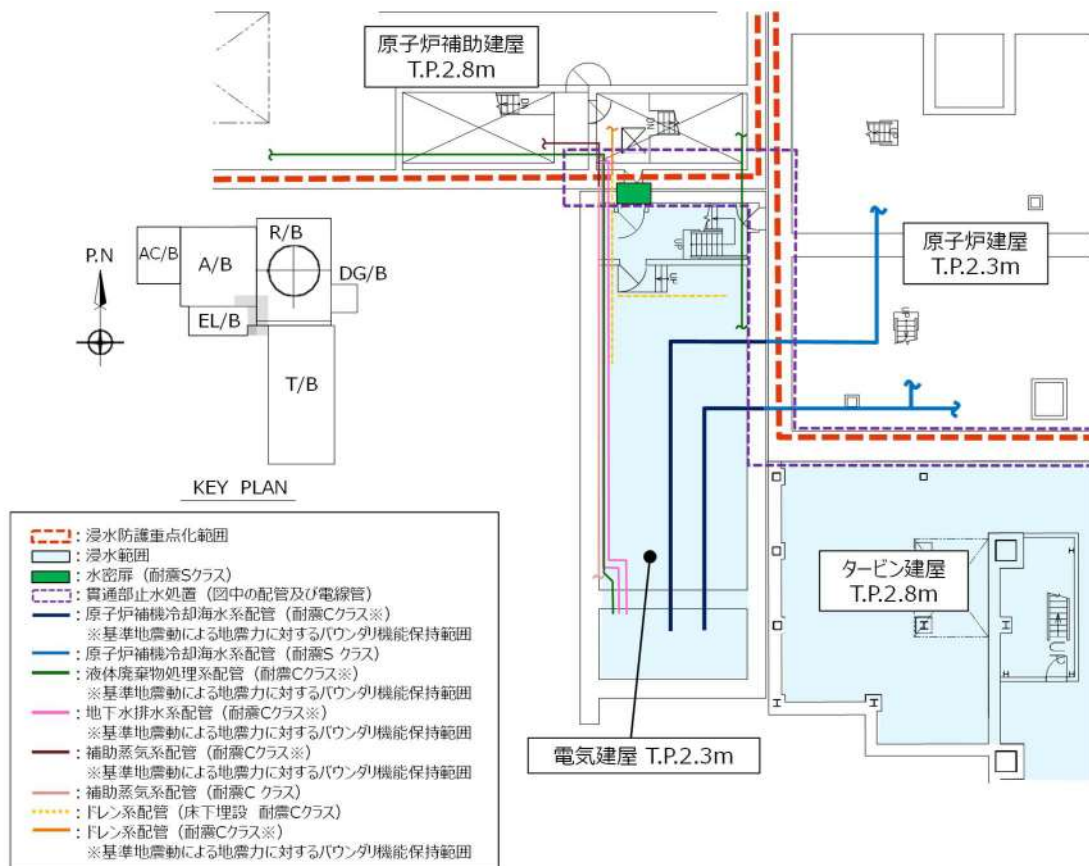 原子炉補助建屋
T.P.2.8m
DN
DN
UP
原子炉建屋
T.P.2.3m
UP
UP
UP
P.N
AC/B
A/B
R/B
DG/B
EL/B
T/B
KEY PLAN
タービン建屋
T.P.2.8m
UP
電気建屋 T.P.2.3m
:浸水防護重点化範囲
:浸水範囲
:水密扉(耐震Sクラス)
:貫通部止水処置(図中の配管及び電線管)
:原子炉補機冷却海水系配管(耐震Cクラス※)
※基準地震動による地震力に対するバウンダリ機能保持範囲
:原子炉補機冷却海水系配管(耐震S クラス)
:液体廃棄物処理系配管(耐震Cクラス※)
※基準地震動による地震力に対するバウンダリ機能保持範囲
:地下水排水系配管(耐震Cクラス※)
※基準地震動による地震力に対するバウンダリ機能保持範囲
:補助蒸気系配管(耐震Cクラス※)
※基準地震動による地震力に対するバウンダリ機能保持範囲
:補助蒸気系配管(耐震C クラス)
:ドレン系配管(床下埋設 耐震Cクラス)
:ドレン系配管(耐震Cクラス※)
※基準地震動による地震力に対するバウンダリ機能保持範囲